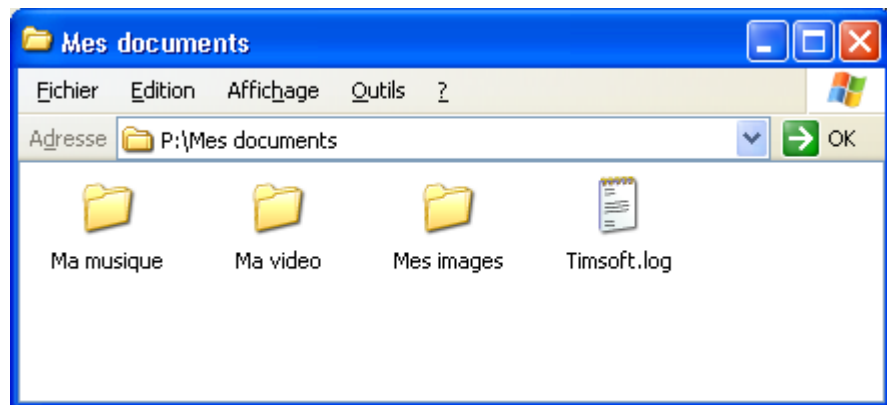 Mes documents
Fichier Edition Affichage Outils ?
Adresse P:\Mes documents OK
Ma musique Ma video Mes images Timsoft.log